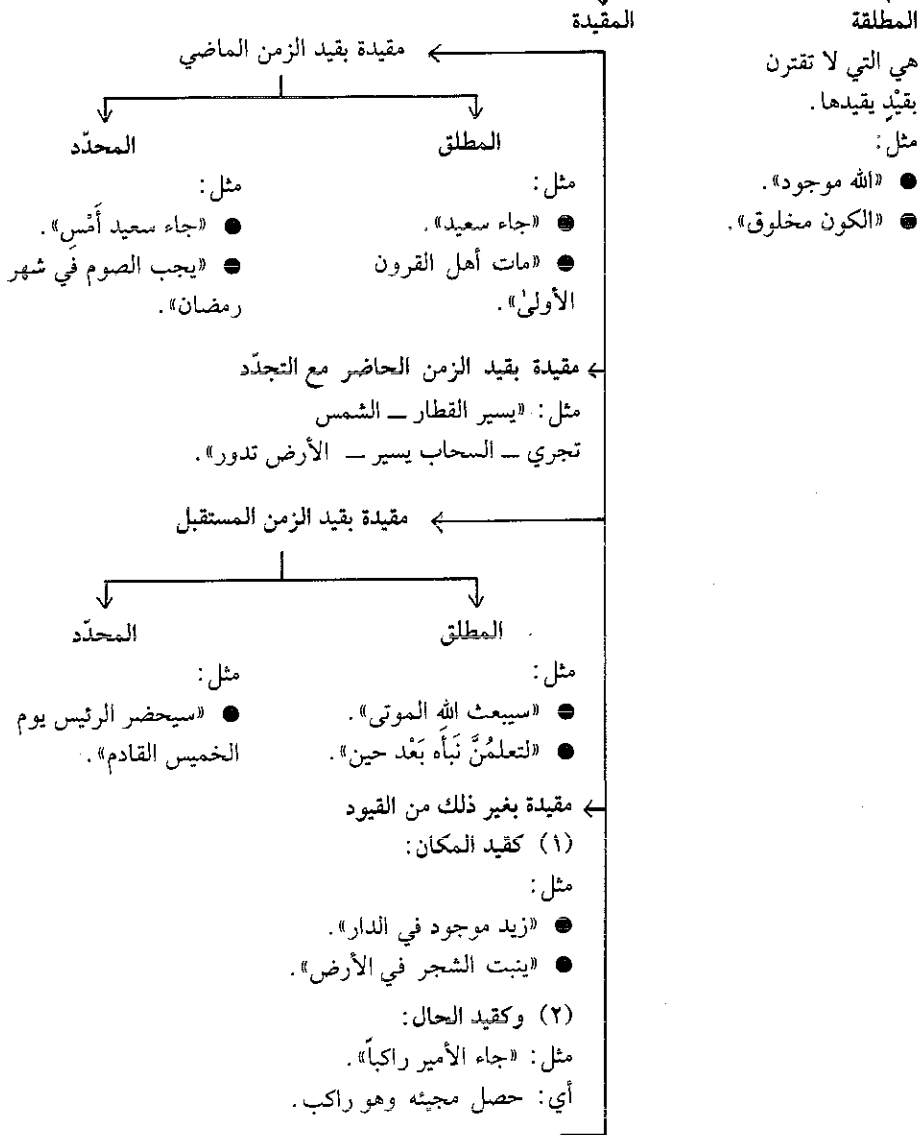 المطلقة
هي التي لا تقترن
بقيْدٍ يقيدها.
مثل:
● «الله موجود».
● «الكون مخلوق».
المقيدة
مقيدة بقيد الزمن الماضي
المطلق
مثل:
● «جاء سعيد».
● «مات أهل القرون
الأولىٰ».
المحدّد
مثل:
● «جاء سعيد أَمْسِ».
● «يجب الصوم في شهر
رمضان».
مقيدة بقيد الزمن الحاضر مع التجدّد
مثل: «يسير القطار ــ الشمس
تجري ــ السحاب يسير ــ الأرض تدور».
مقيدة بقيد الزمن المستقبل
المطلق
مثل:
● «سيبعث الله الموتى».
● «لتعلمُنَّ نَبَأَه بَعْد حين».
المحدّد
مثل:
● «سيحضر الرئيس يوم
الخميس القادم».
مقيدة بغير ذلك من القيود
(١) كقيد المكان:
مثل:
● «زيد موجود في الدار».
● «ينبت الشجر في الأرض».
(٢) وكقيد الحال:
مثل: «جاء الأمير راكباً».
أي: حصل مجيئه وهو راكب.